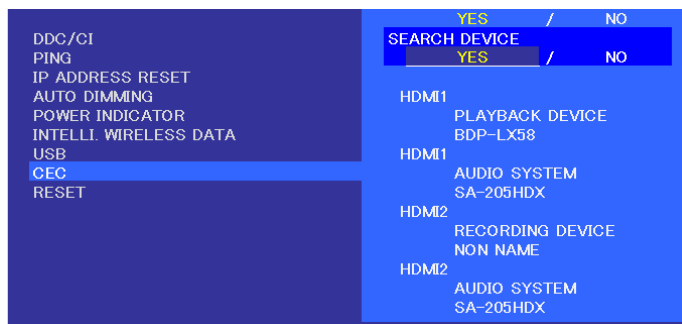 DDC/CI
PING
IP ADDRESS RESET
AUTO DIMMING
POWER INDICATOR
INTELLI. WIRELESS DATA
USB
CEC
RESET
YES / NO
SEARCH DEVICE
YES / NO
HDMI1
PLAYBACK DEVICE
BDP-LX58
HDMI1
AUDIO SYSTEM
SA-205HDX
HDMI2
RECORDING DEVICE
NON NAME
HDMI2
AUDIO SYSTEM
SA-205HDX